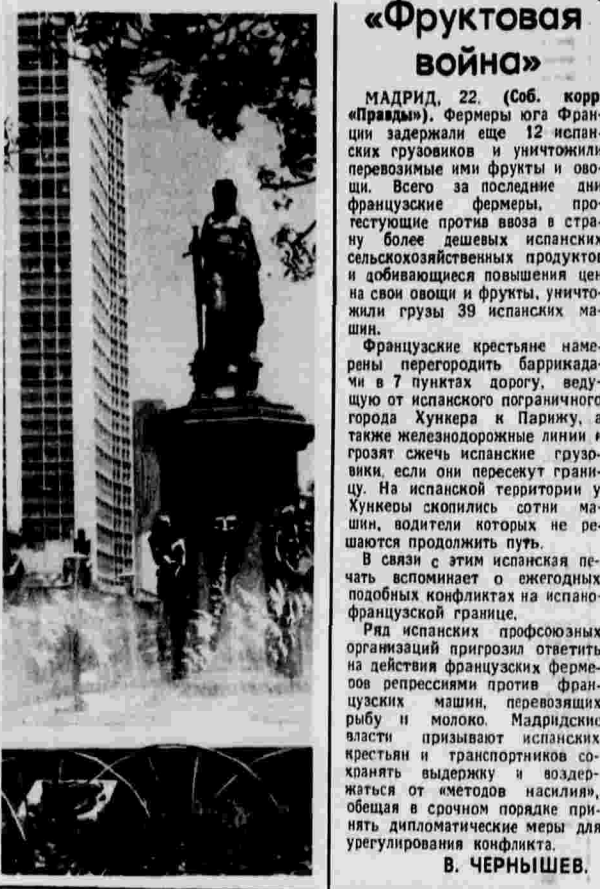 «Фруктовая
война»
МАДРИД, 22. (Соб. корр.
«Правды»). Фермеры юга Фран-
ции задержали еще 12 испан-
ских грузовиков и уничтожили
перевозимые ими фрукты и ово-
щи. Всего за последние дни
французские фермеры, про-
тестующие против ввоза в стра-
ну более дешевых испанских
сельскохозяйственных продуктов
и добивающиеся повышения цен
на свои овощи и фрукты, уничто-
жили грузы 39 испанских ма-
шин.
Французские крестьяне наме-
рены перегородить баррикада-
ми в 7 пунктах дорогу, веду-
щую от испанского пограничного
города Хункера к Парижу, а
также железнодорожные линии и
грозят сжечь испанские грузо-
вики, если они пересекут грани-
цу. На испанской территории у
Хункеры скопились сотни ма-
шин, водители которых не ре-
шаются продолжить путь.
В связи с этим испанская пе-
чать вспоминает о ежегодных
подобных конфликтах на испано-
французской границе.
Ряд испанских профсоюзных
организаций пригрозил ответить
на действия французских ферме-
ров репрессиями против фран-
цузских машин, перевозящих
рыбу и молоко. Мадридские
власти призывают испанских
крестьян и транспортников со-
хранять выдержку и воздер-
жаться от «методов насилия»,
обещая в срочном порядке при-
нять дипломатические меры для
урегулирования конфликта.
В. ЧЕРНЫШЕВ.